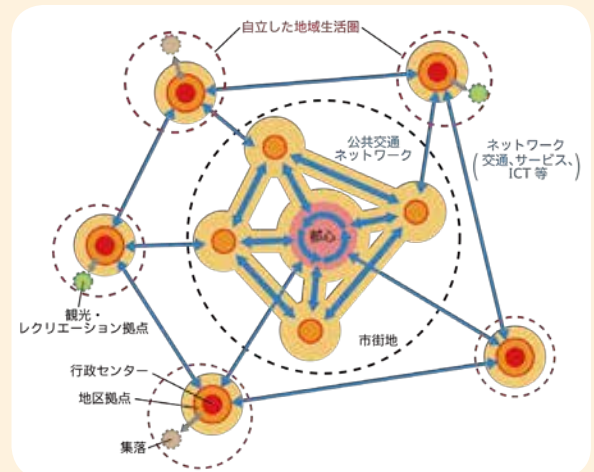 自立した地域生活圏
公共交通
ネットワーク
ネットワーク
(交通、サービス、
ICT 等)
都心
市街地
観光・
レクリエーション拠点
行政センター
地区拠点
集落